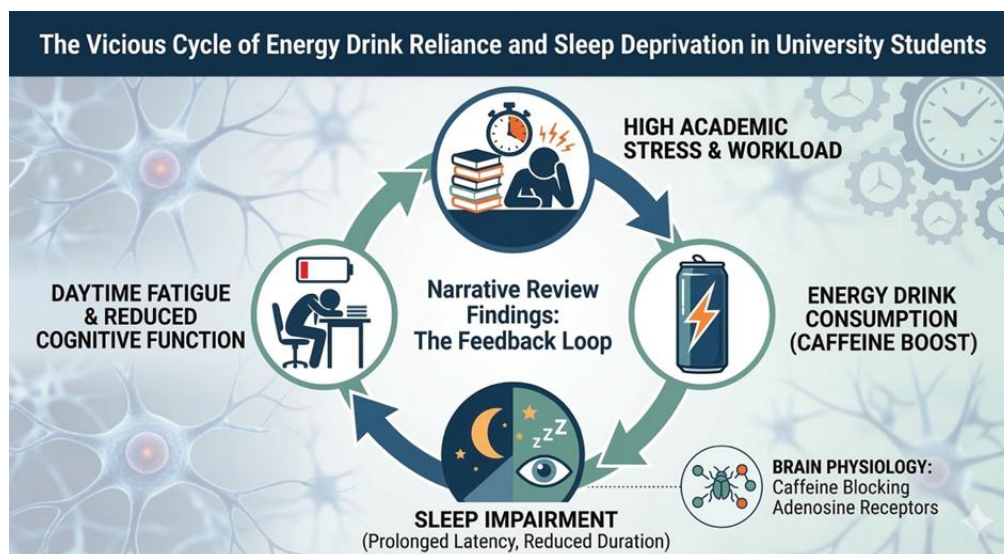 The Vicious Cycle of Energy Drink Reliance and Sleep Deprivation in University Students
HIGH ACADEMIC
STRESS & WORKLOAD
ENERGY DRINK
CONSUMPTION
(CAFFEINE BOOST)
Narrative Review
Findings:
The Feedback Loop
DAYTIME FATIGUE
& REDUCED
COGNITIVE FUNCTION
zzZ
SLEEP IMPAIRMENT
(Prolonged Latency, Reduced Duration)
BRAIN PHYSIOLOGY:
Caffeine Blocking
Adenosine Receptors